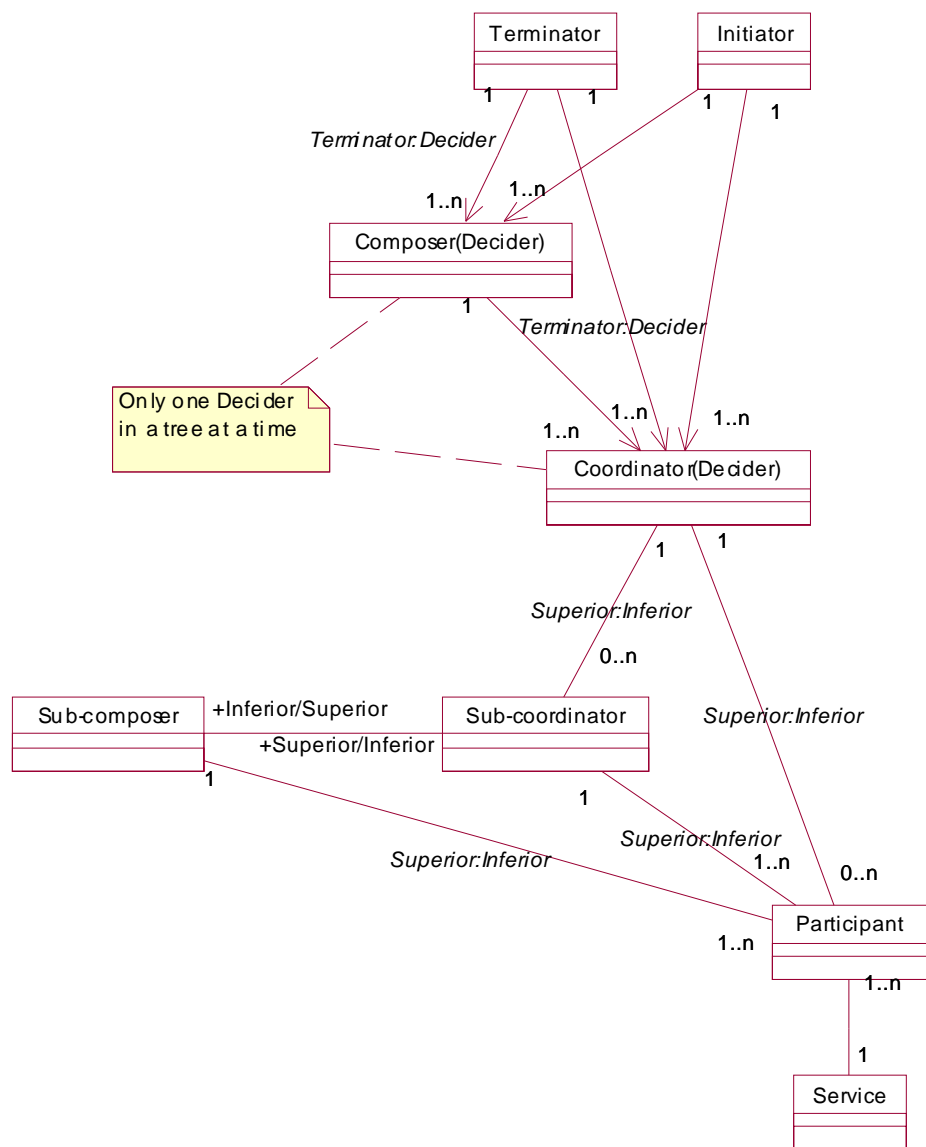 Terminator
Initiator
1
1
1
1
Terminator:Decider
1..n
1..n
Composer(Decider)
1
Terminator:Decider
Only one Decider
in a tree at a time
1..n
1..n
1..n
Coordinator(Decider)
1
1
Superior:Inferior
0..n
Sub-composer
+Inferior/Superior
Sub-coordinator
Superior:Inferior
+Superior/Inferior
1
1
Superior:Inferior
Superior:Inferior
1..n
0..n
Participant
1..n
1..n
1
Service